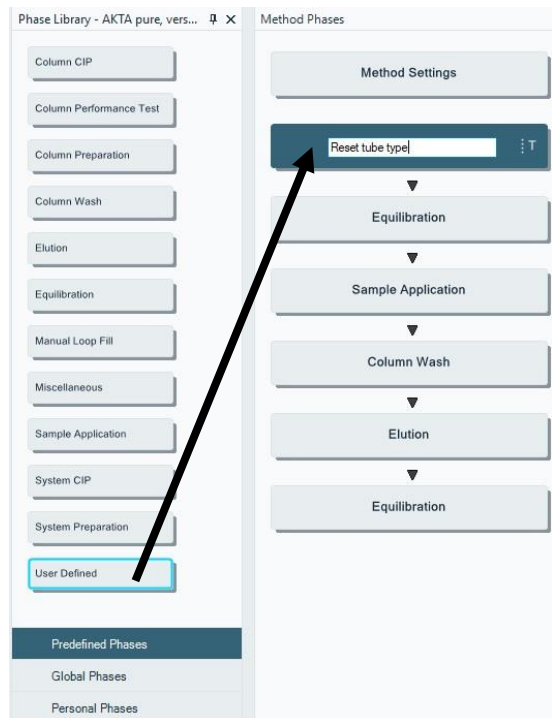 Phase Library - AKTA pure, vers...
Column CIP
Column Performance Test
Column Preparation
Column Wash
Elution
Equilibration
Manual Loop Fill
Miscellaneous
Sample Application
System CIP
System Preparation
User Defined
Predefined Phases
Global Phases
Personal Phases
Method Phases
Method Settings
Reset tube type
T
Equilibration
Sample Application
Column Wash
Elution
Equilibration